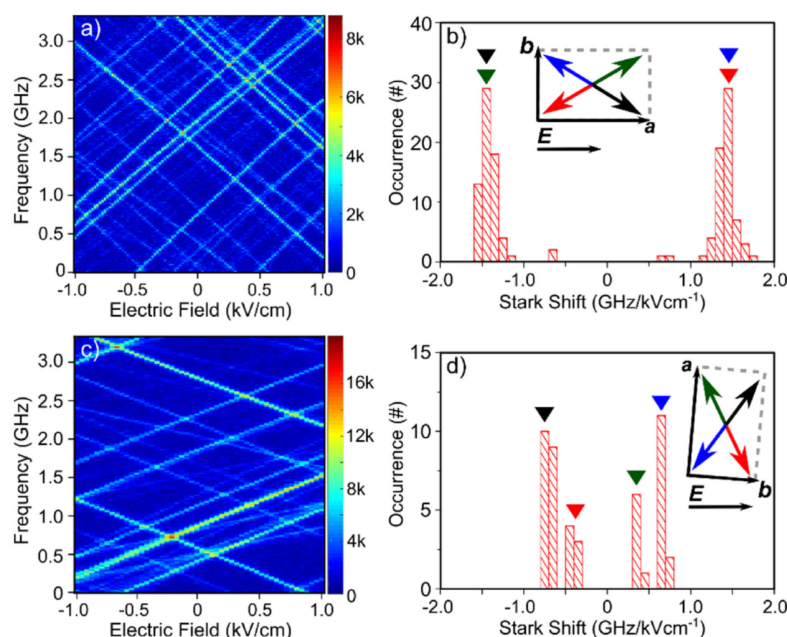 a)
Frequency (GHz)
3.0
2.5
2.0
1.5
1.0
0.5
0
-1.0 -0.5 0 0.5 1.0
Electric Field (kV/cm)
8k
6k
4k
2k
0
b)
Occurrence (#)
40
30
20
10
0
-2.0 -1.0 0 1.0 2.0
Stark Shift (GHz/kVcm⁻¹)
b
a
E
c)
Frequency (GHz)
3.0
2.5
2.0
1.5
1.0
0.5
0
-1.0 -0.5 0 0.5 1.0
Electric Field (kV/cm)
16k
12k
8k
4k
0
d)
Occurrence (#)
15
10
5
0
-2.0 -1.0 0 1.0 2.0
Stark Shift (GHz/kVcm⁻¹)
a
b
E